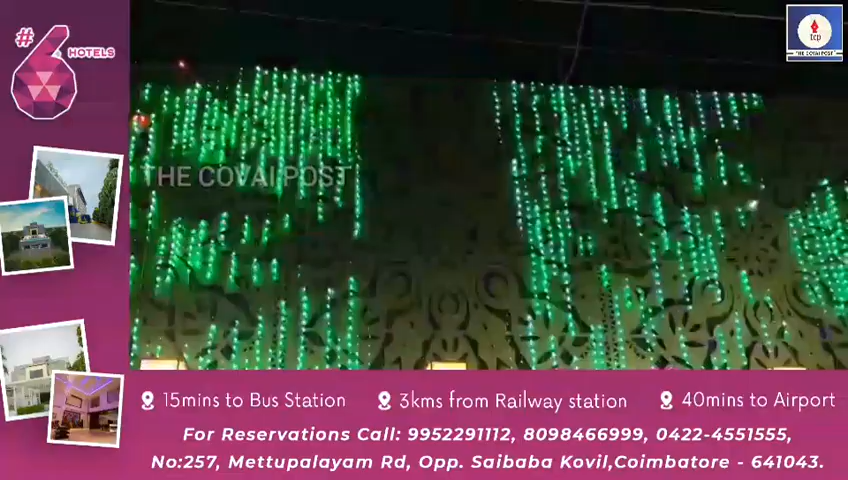 #6 HOTELS
tcp
THE COVAI POST
THE COVAI POST
15mins to Bus Station
3kms from Railway station
40mins to Airport
For Reservations Call: 9952291112, 8098466999, 0422-4551555,
No:257, Mettupalayam Rd, Opp. Saibaba Kovil,Coimbatore - 641043.